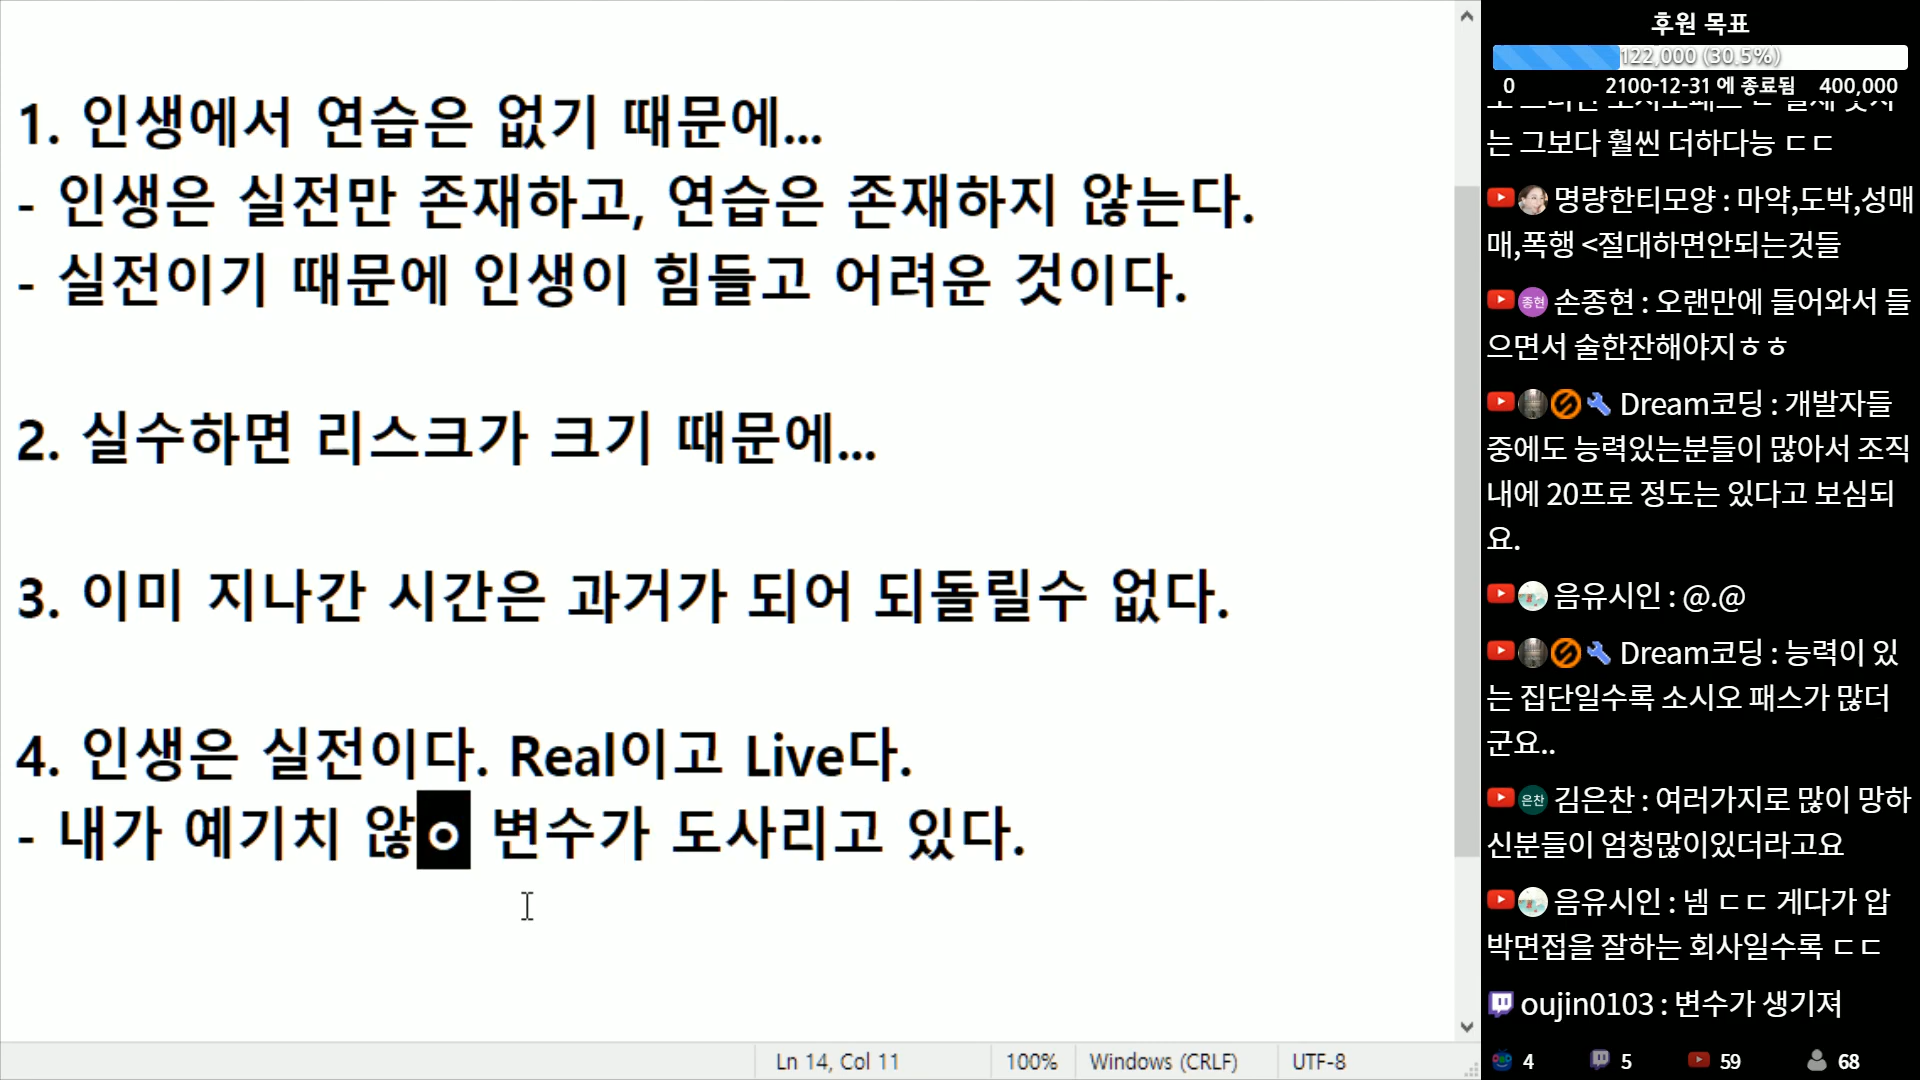 1. 인생에서 연습은 없기 때문에...
- 인생은 실전만 존재하고, 연습은 존재하지 않는다.
- 실전이기 때문에 인생이 힘들고 어려운 것이다.
2. 실수하면 리스크가 크기 때문에...
3. 이미 지나간 시간은 과거가 되어 되돌릴수 없다.
4. 인생은 실전이다. Real이고 Live다.
- 내가 예기치 않ㅇ 변수가 도사리고 있다.
Ln 14, Col 11
100%
Windows (CRLF)
UTF-8
후원 목표
122,000 (30.5%)
0 2100-12-31 에 종료됨 400,000
는 그보다 훨씬 더하다능 ㄷㄷ
명량한티모양 : 마약,도박,성매
매,폭행 <절대하면안되는것들
종현 손종현 : 오랜만에 들어와서 들
으면서 술한잔해야지ㅎㅎ
Dream코딩 : 개발자들
중에도 능력있는분들이 많아서 조직
내에 20프로 정도는 있다고 보심되
요.
음유시인 : @.@
Dream코딩 : 능력이 있
는 집단일수록 소시오 패스가 많더
군요..
은찬 김은찬 : 여러가지로 많이 망하
신분들이 엄청많이있더라고요
음유시인 : 넴 ㄷㄷ 게다가 압
박면접을 잘하는 회사일수록 ㄷㄷ
oujin0103 : 변수가 생기져
4 5 59 68